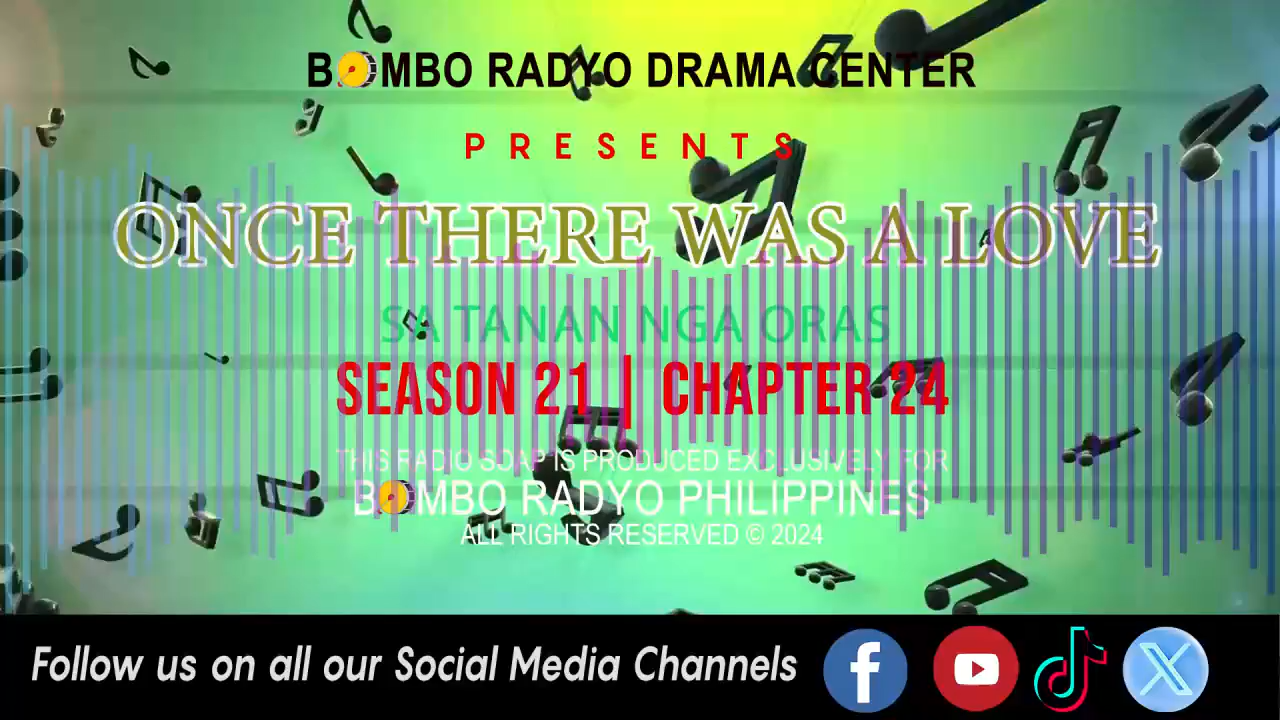 BOMBO RADYO DRAMA CENTER
PRESENTS
ONCE THERE WAS A LOVE
SA TANAN NGA ORAS
SEASON 21 | CHAPTER 24
THIS RADIO SOAP IS PRODUCED EXCLUSIVELY FOR
BOMBO RADYO PHILIPPINES
ALL RIGHTS RESERVED © 2024
Follow us on all our Social Media Channels